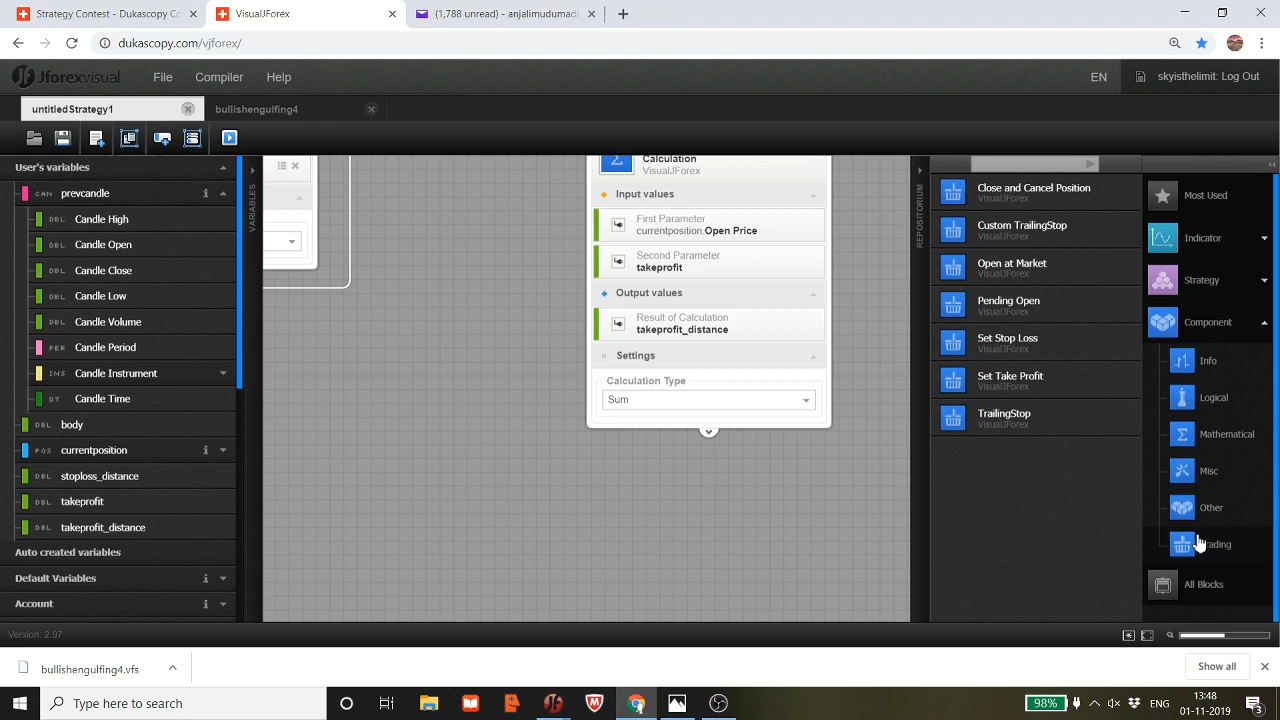 Strategy Contest - Dukascopy Co
VisualJForex
(1,788 unread) - anjalimudumadi
dukascopy.com/vjforex/
Jforexvisual
File
Compiler
Help
EN
skyisthelimit: Log Out
untitledStrategy1
bullishengulfing4
User's variables
CAN prevcandle
DBL Candle High
DBL Candle Open
DBL Candle Close
DBL Candle Low
DBL Candle Volume
PER Candle Period
INS Candle Instrument
DT Candle Time
DBL body
POS currentposition
DBL stoploss_distance
DBL takeprofit
DBL takeprofit_distance
Auto created variables
Default Variables
Account
VARIABLES
Calculation
VisualJForex
Input values
First Parameter
currentposition.Open Price
Second Parameter
takeprofit
Output values
Result of Calculation
takeprofit_distance
Settings
Calculation Type
Sum
REPOSITORIUM
Close and Cancel Position
VisualJForex
Custom TrailingStop
VisualJForex
Open at Market
VisualJForex
Pending Open
VisualJForex
Set Stop Loss
VisualJForex
Set Take Profit
VisualJForex
TrailingStop
VisualJForex
Most Used
Indicator
Strategy
Component
Info
Logical
Mathematical
Misc
Other
Trading
All Blocks
Version: 2.97
bullishengulfing4.vfs
Show all
Type here to search
98%
ENG
13:48
01-11-2019
3